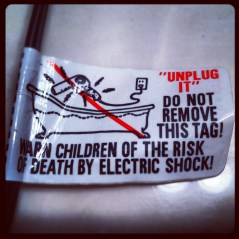 "UNPLUG
IT"
DO NOT
REMOVE
THIS TAG!
WARN CHILDREN OF THE RISK
OF DEATH BY ELECTRIC SHOCK!